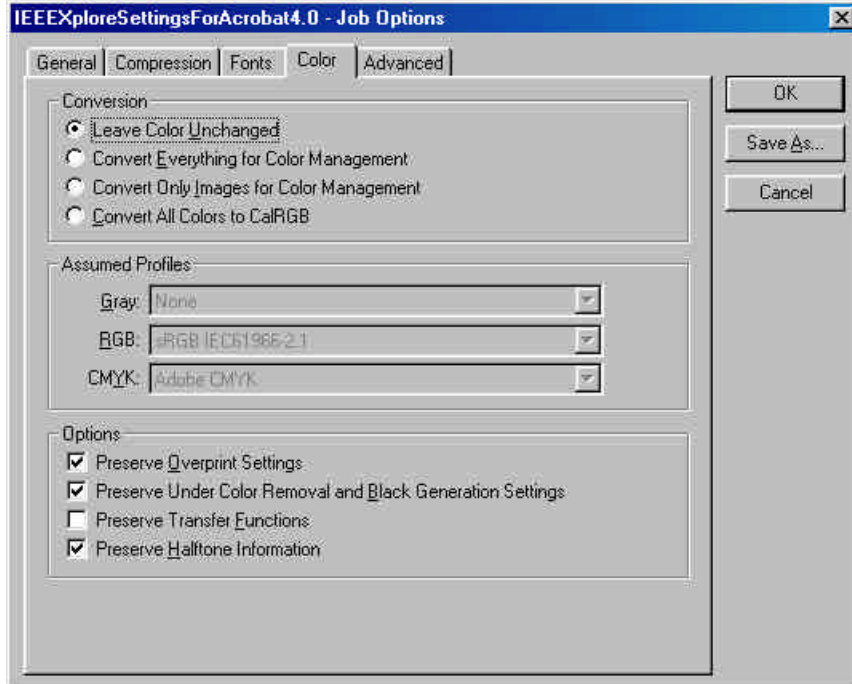 IEEEXploreSettingsForAcrobat4.0 - Job Options
General Compression Fonts Color Advanced
Conversion
Leave Color Unchanged
Convert Everything for Color Management
Convert Only Images for Color Management
Convert All Colors to CalRGB
Assumed Profiles
Gray: None
RGB: sRGB IEC61966-2.1
CMYK: Adobe CMYK
Options
Preserve Overprint Settings
Preserve Under Color Removal and Black Generation Settings
Preserve Transfer Functions
Preserve Halftone Information
OK
Save As...
Cancel